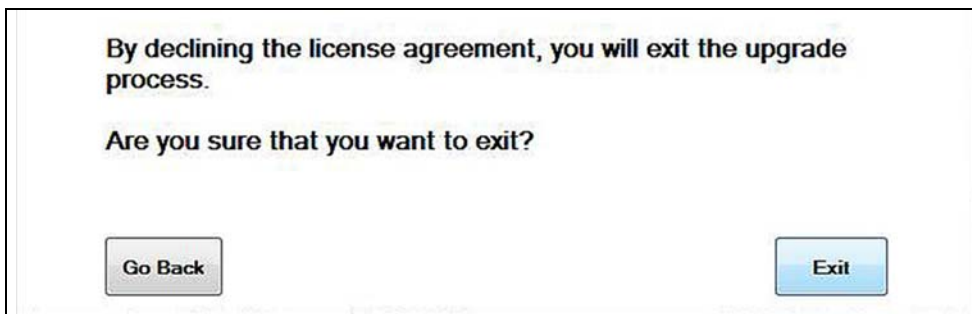 By declining the license agreement, you will exit the upgrade
process.
Are you sure that you want to exit?
Go Back
Exit